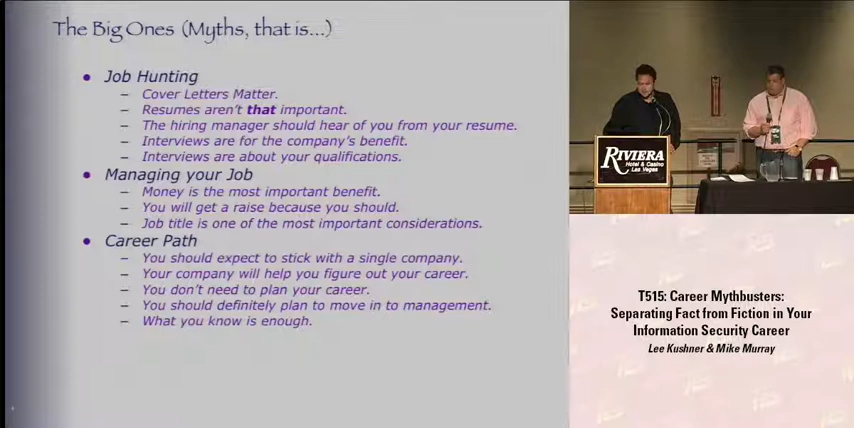 The Big Ones (Myths, that is...)
● Job Hunting
– Cover Letters Matter.
– Resumes aren't that important.
– The hiring manager should hear of you from your resume.
– Interviews are for the company's benefit.
– Interviews are about your qualifications.
● Managing your Job
– Money is the most important benefit.
– You will get a raise because you should.
– Job title is one of the most important considerations.
● Career Path
– You should expect to stick with a single company.
– Your company will help you figure out your career.
– You don't need to plan your career.
– You should definitely plan to move in to management.
– What you know is enough.
RIVIERA
Hotel & Casino
Las Vegas
T515: Career Mythbusters:
Separating Fact from Fiction in Your
Information Security Career
Lee Kushner & Mike Murray